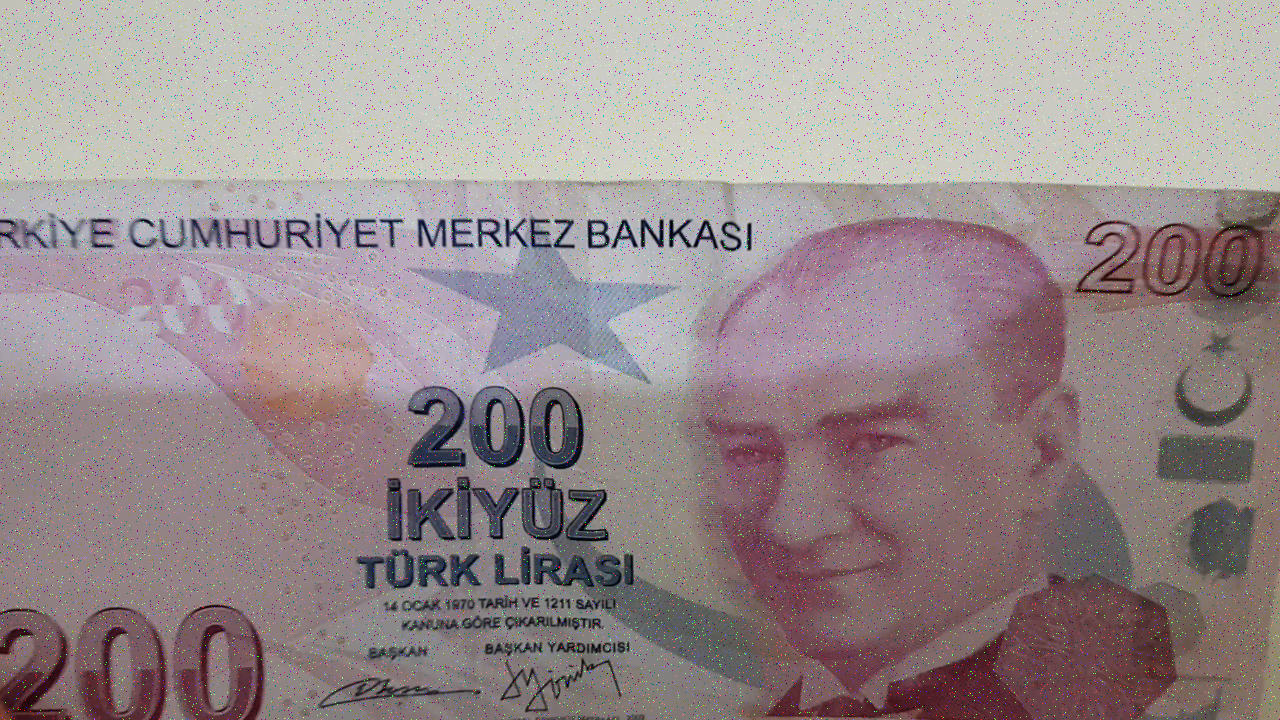 RKİYE CUMHURİYET MERKEZ BANKASI
200
200
200
İKİYÜZ
TÜRK LİRASI
14 OCAK 1970 TARİH VE 1211 SAYILI
KANUNA GÖRE ÇIKARILMIŞTIR.
BAŞKAN BAŞKAN YARDIMCISI
200